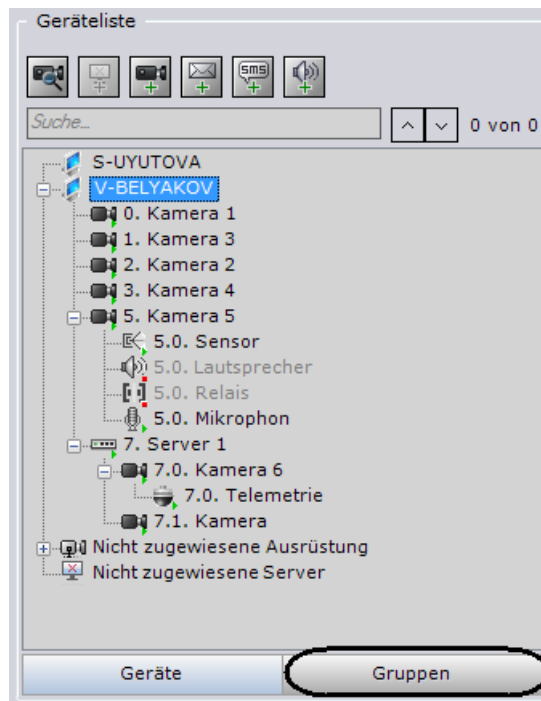 Geräteliste
SMS
Suche...
0 von 0
S-UYUTOVA
V-BELYAKOV
0. Kamera 1
1. Kamera 3
2. Kamera 2
3. Kamera 4
5. Kamera 5
5.0. Sensor
5.0. Lautsprecher
5.0. Relais
5.0. Mikrophon
7. Server 1
7.0. Kamera 6
7.0. Telemetrie
7.1. Kamera
Nicht zugewiesene Ausrüstung
Nicht zugewiesene Server
Geräte Gruppen